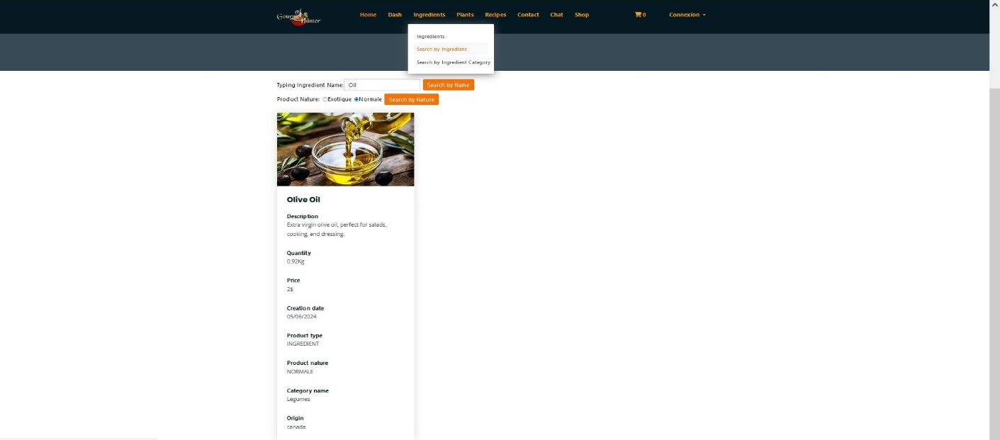 Gourmet Hunter
Home Dash Ingredients Plants Recipes Contact Chat Shop 0 Connexion
Ingredients
Search by Ingredient
Search by Ingredient Category
Typing Ingredient Name: Oil Search by Name
Product Nature: Exotique Normale Search by Nature
Olive Oil
Description
Extra virgin olive oil, perfect for salads,
cooking, and dressing.
Quantity
0.92Kg
Price
2$
Creation date
05/06/2024
Product type
INGREDIENT
Product nature
NORMALE
Category name
Legumes
Origin
canada